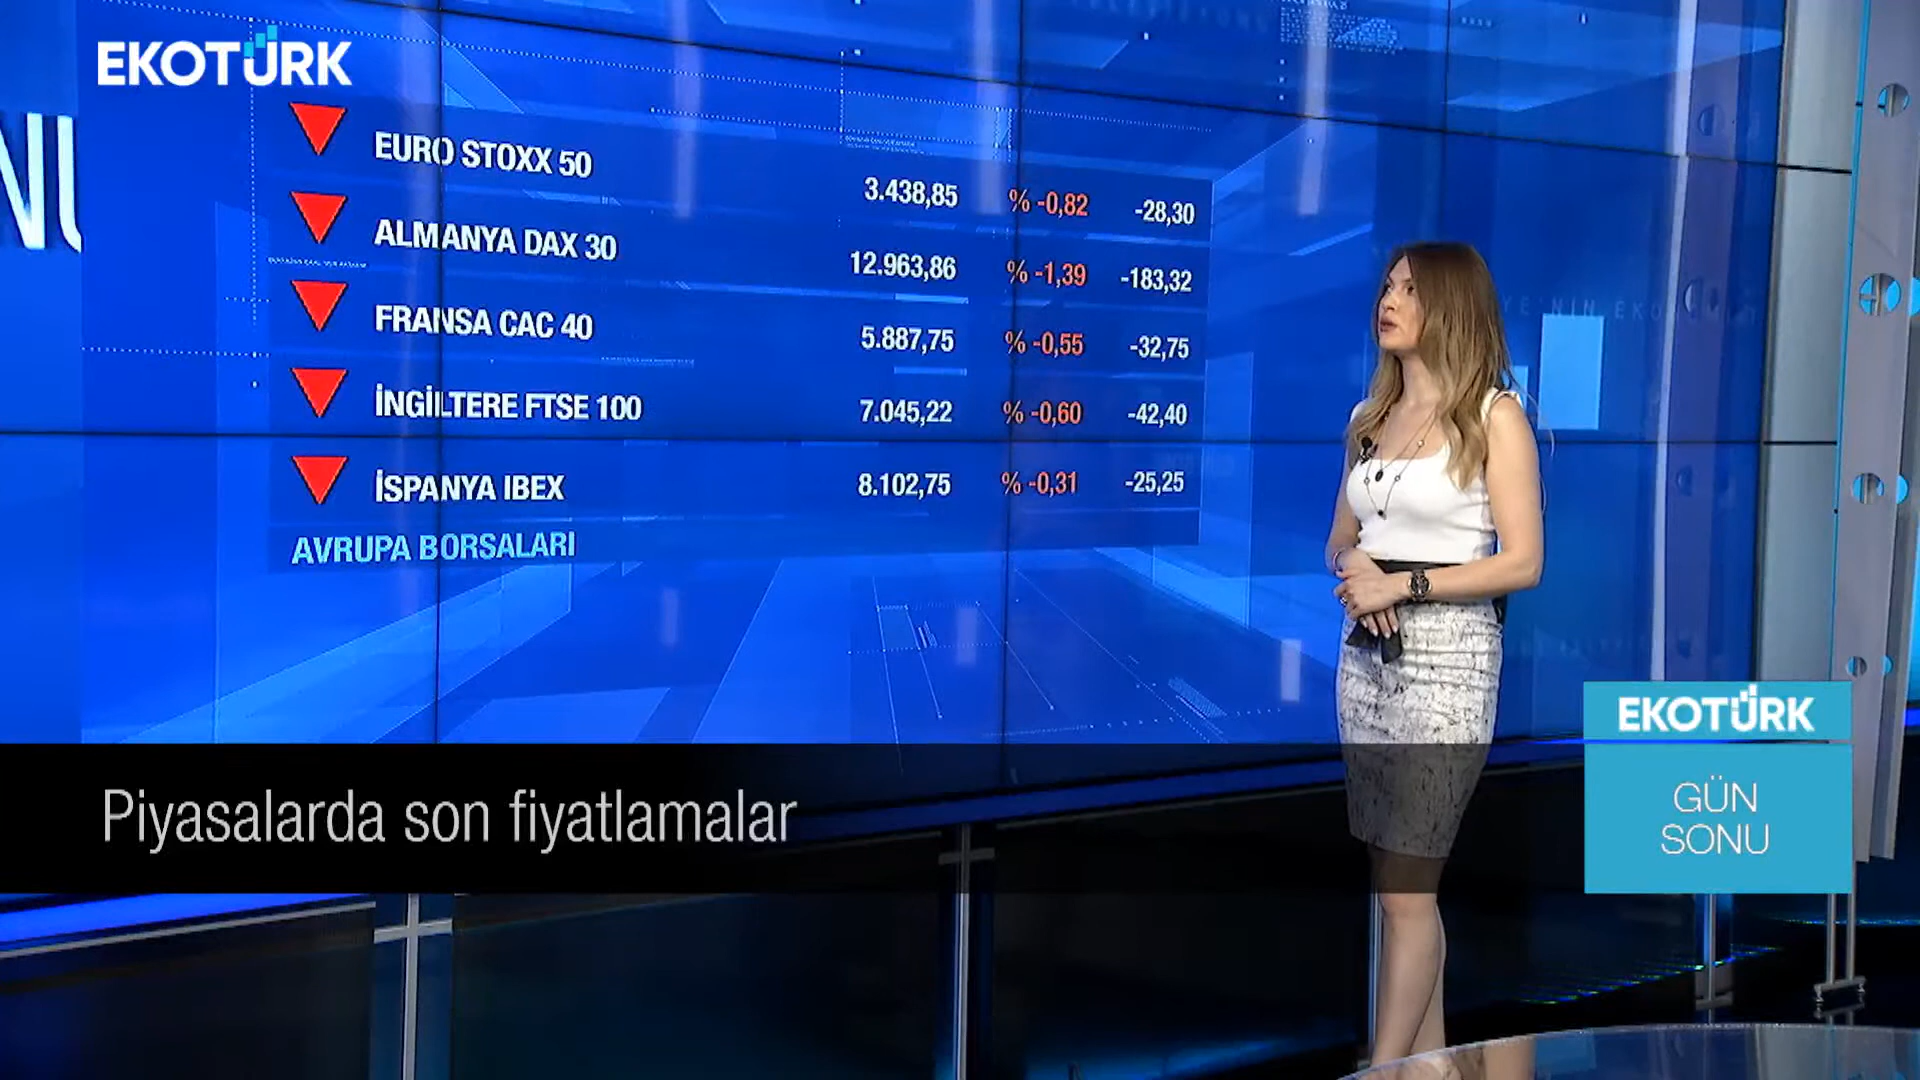 EKOTÜRK
NU
EURO STOXX 50 3.438,85 % -0,82 -28,30
ALMANYA DAX 30 12.963,86 % -1,39 -183,32
FRANSA CAC 40 5.887,75 % -0,55 -32,75
İNGİLTERE FTSE 100 7.045,22 % -0,60 -42,40
İSPANYA IBEX 8.102,75 % -0,31 -25,25
AVRUPA BORSALARI
EKOTÜRK
GÜN
SONU
Piyasalarda son fiyatlamalar